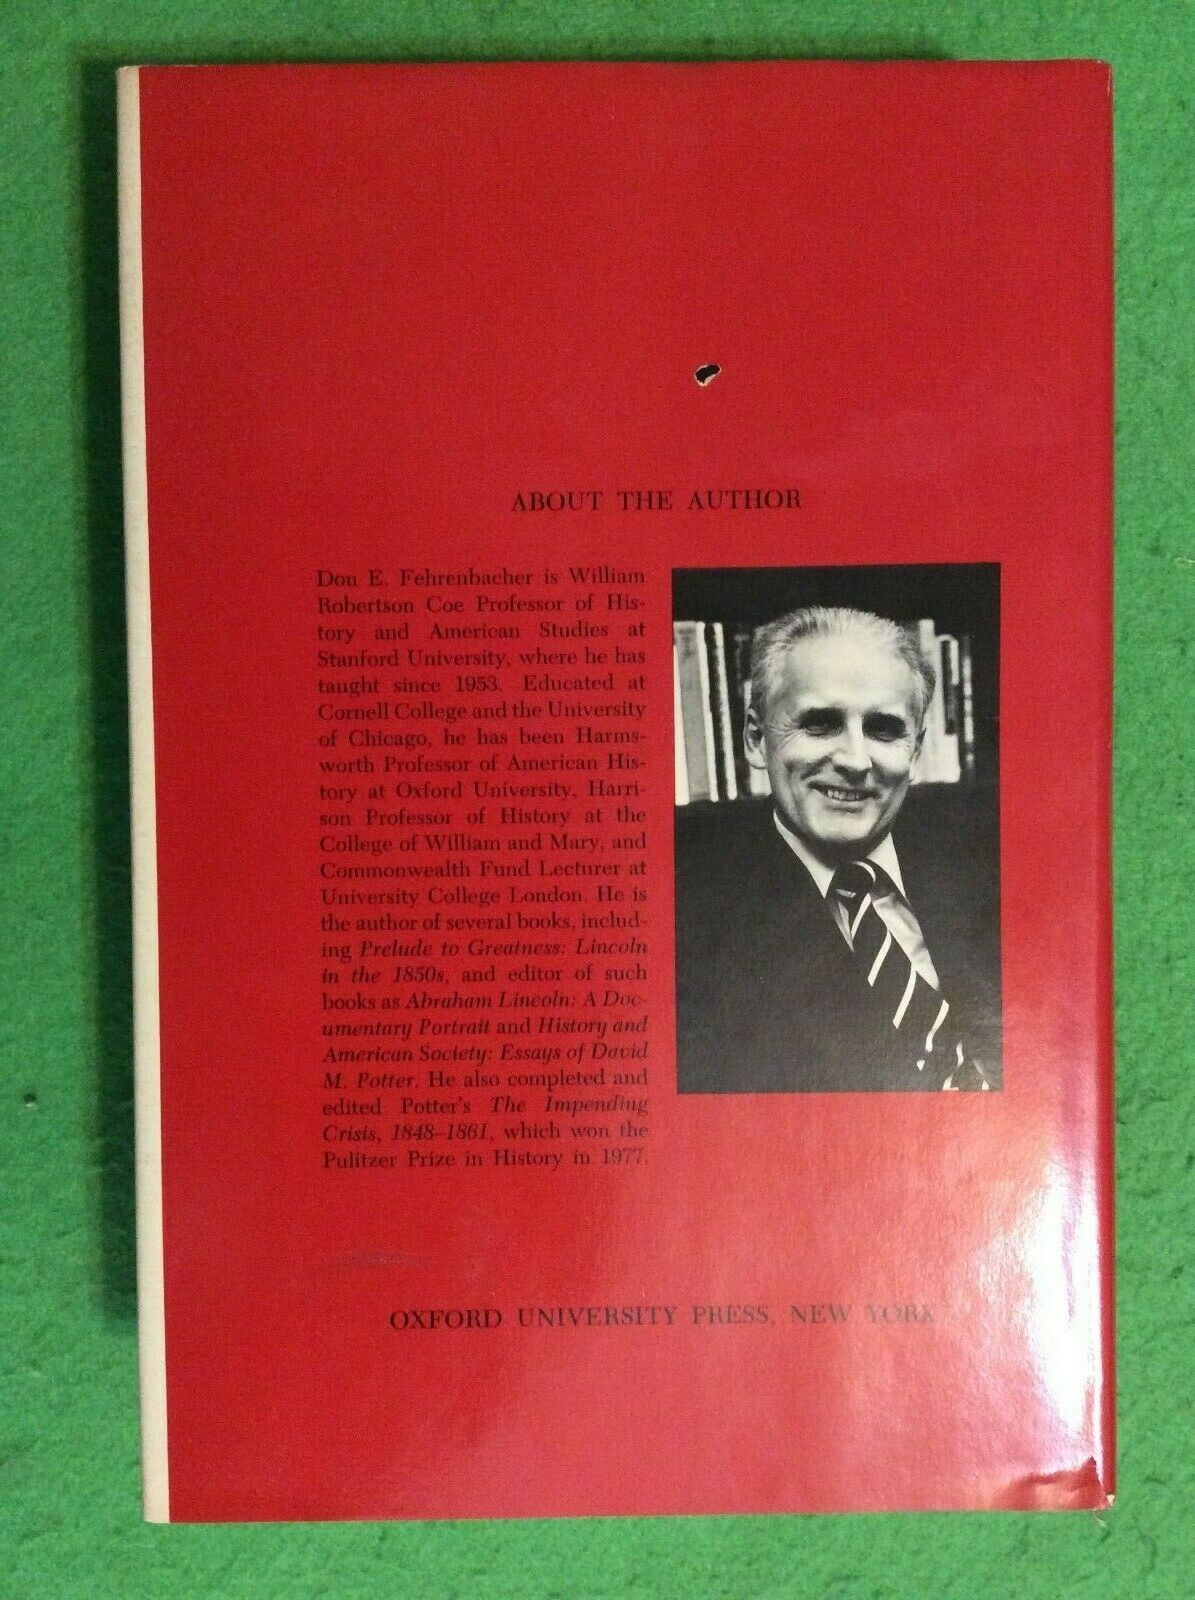 ABOUT THE AUTHOR
Don E. Fehrenbacher is William
Robertson Coe Professor of His-
tory and American Studies at
Stanford University, where he has
taught since 1953. Educated at
Cornell College and the University
of Chicago, he has been Harms-
worth Professor of American His-
tory at Oxford University, Harri-
son Professor of History at the
College of William and Mary, and
Commonwealth Fund Lecturer at
University College London. He is
the author of several books, includ-
ing Prelude to Greatness: Lincoln
in the 1850s, and editor of such
books as Abraham Lincoln: A Doc-
umentary Portrait and History and
American Society: Essays of David
M. Potter. He also completed and
edited Potter's The Impending
Crisis, 1848–1861, which won the
Pulitzer Prize in History in 1977.
OXFORD UNIVERSITY PRESS, NEW YORK